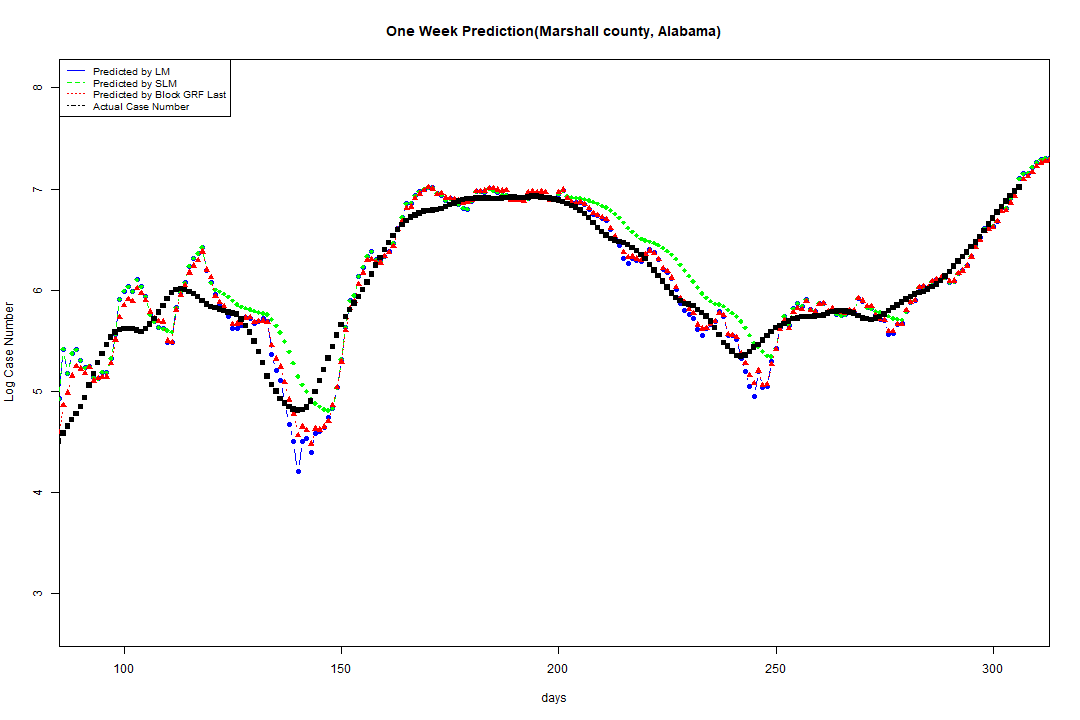 One Week Prediction(Marshall county, Alabama)
Predicted by LM
Predicted by SLM
Predicted by Block GRF Last
Actual Case Number
Log Case Number
8
7
6
5
4
3
100 150 200 250 300
days